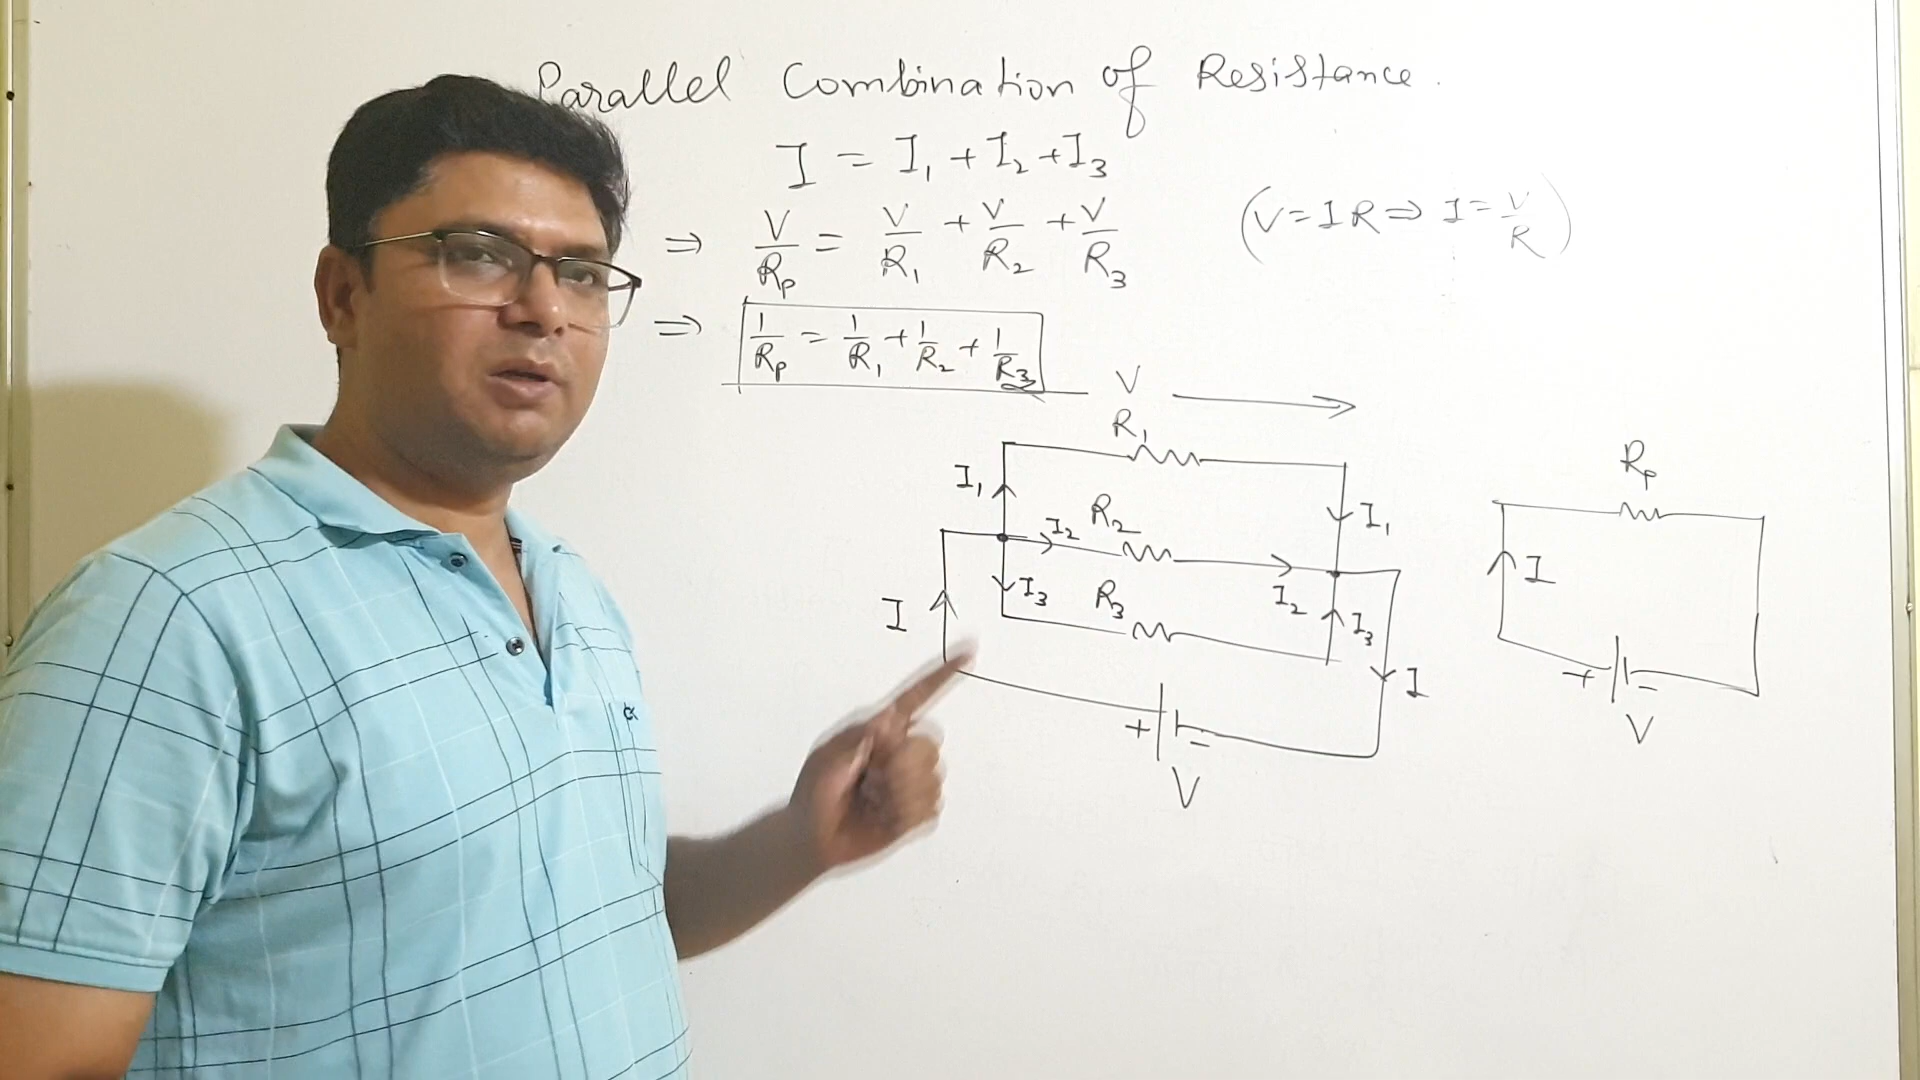 Parallel Combination of Resistance.
I = I₁ + I₂ + I₃
⇒ V/Rp = V/R₁ + V/R₂ + V/R₃
(V = IR ⇒ I = V/R)
⇒ 1/Rp = 1/R₁ + 1/R₂ + 1/R₃
V
R₁
I₁
I₁
I₂ R₂
I₂
I₃ R₃
I₃
I
I
+ −
V
Rp
I
+ −
V